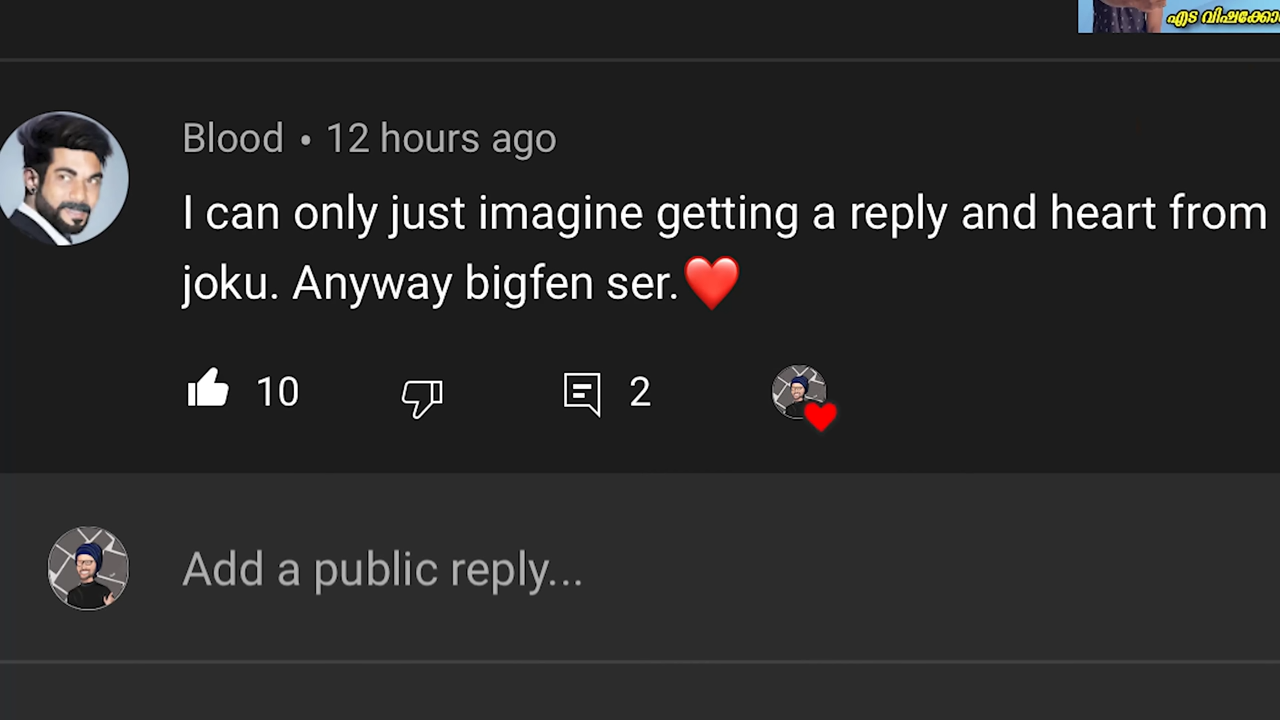 എട
Blood • 12 hours ago
I can only just imagine getting a reply and heart from
joku. Anyway bigfen ser.❤️
10
2
Add a public reply...